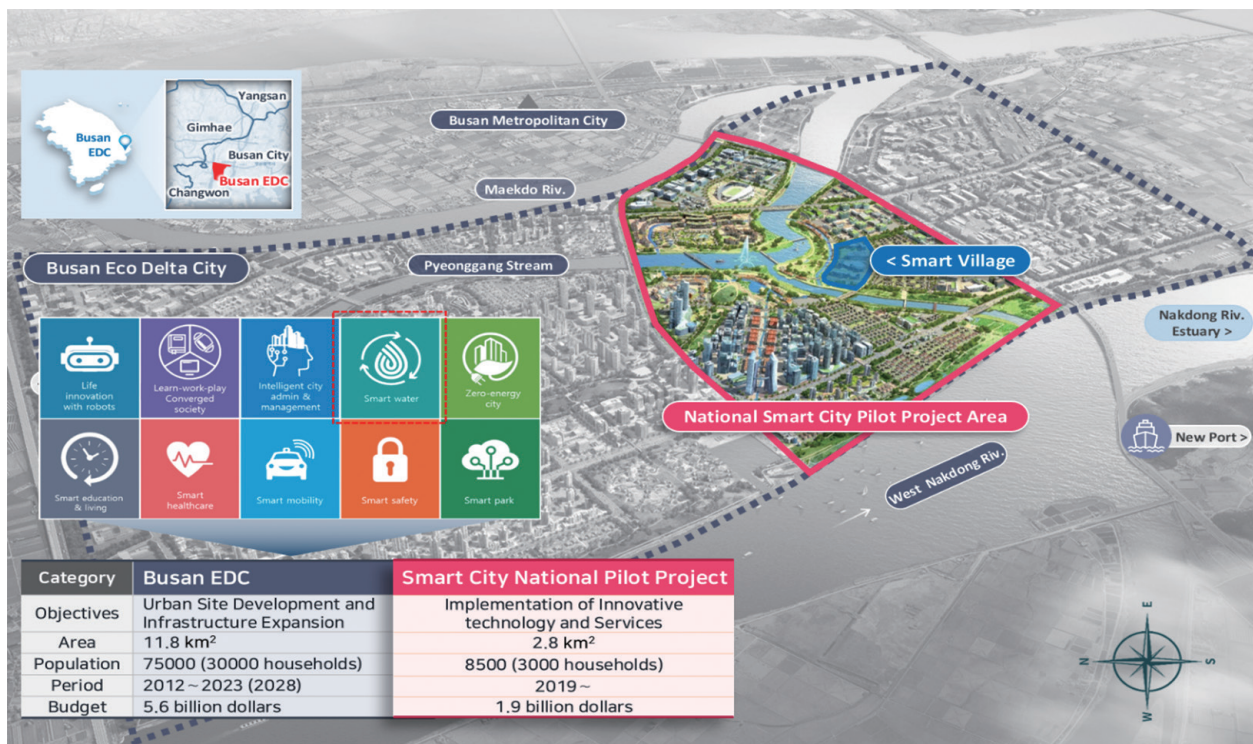 Busan
EDC
Yangsan
Gimhae
Busan City
Busan EDC
Changwon
Busan Metropolitan City
Maekdo Riv.
Busan Eco Delta City
Pyeonggang Stream
< Smart Village
Nakdong Riv.
Estuary >
National Smart City Pilot Project Area
New Port >
West Nakdong Riv.
Life
innovation
with robots
Learn-work-play
Converged
society
Intelligent city
admin &
management
Smart water
Zero-energy
city
Smart education
& living
Smart
healthcare
Smart mobility
Smart safety
Smart park
Category Busan EDC Smart City National Pilot Project
Objectives Urban Site Development and Infrastructure Expansion Implementation of Innovative technology and Services
Area 11.8 km² 2.8 km²
Population 75000 (30000 households) 8500 (3000 households)
Period 2012~2023 (2028) 2019~
Budget 5.6 billion dollars 1.9 billion dollars
E
N
S
W